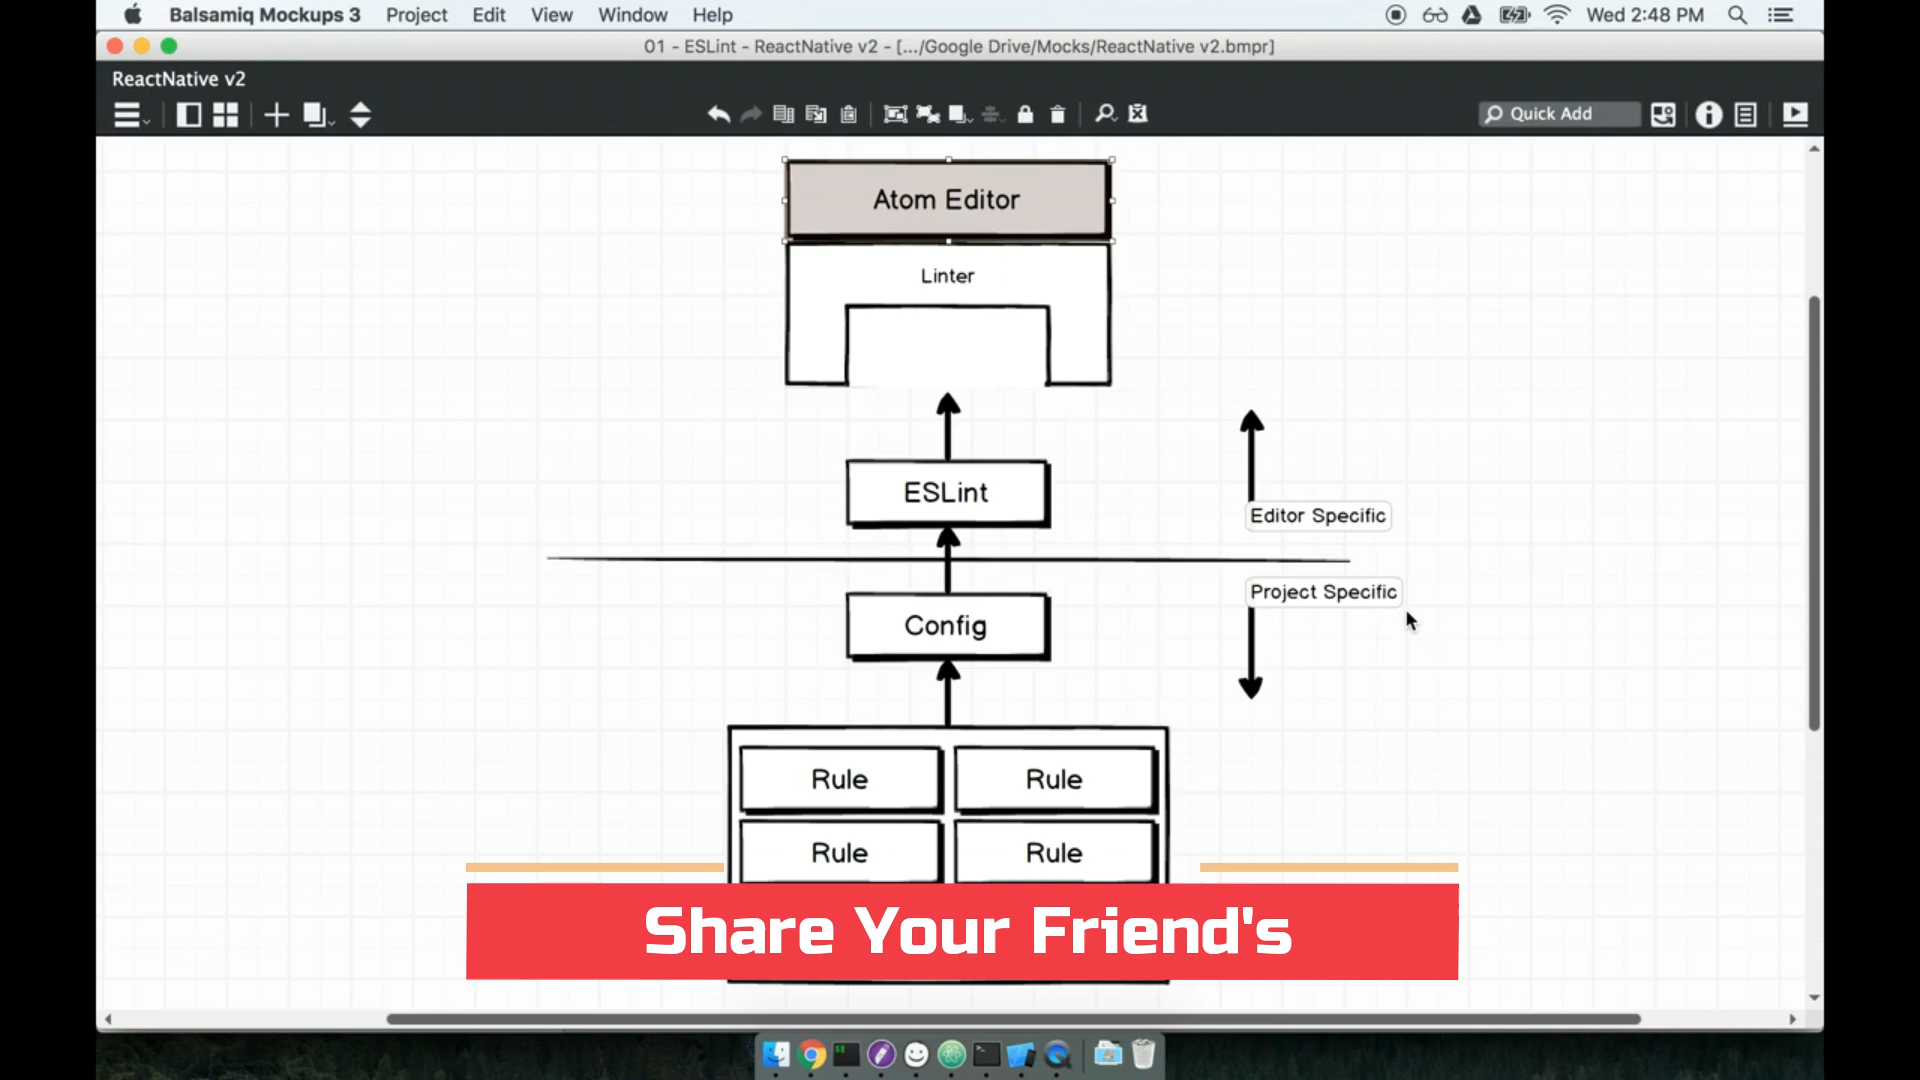 Balsamiq Mockups 3 Project Edit View Window Help Wed 2:48 PM
01 - ESLint - ReactNative v2 - [.../Google Drive/Mocks/ReactNative v2.bmpr]
ReactNative v2
Quick Add
Atom Editor
Linter
ESLint
Editor Specific
Project Specific
Config
Rule Rule
Rule Rule
Share Your Friend's